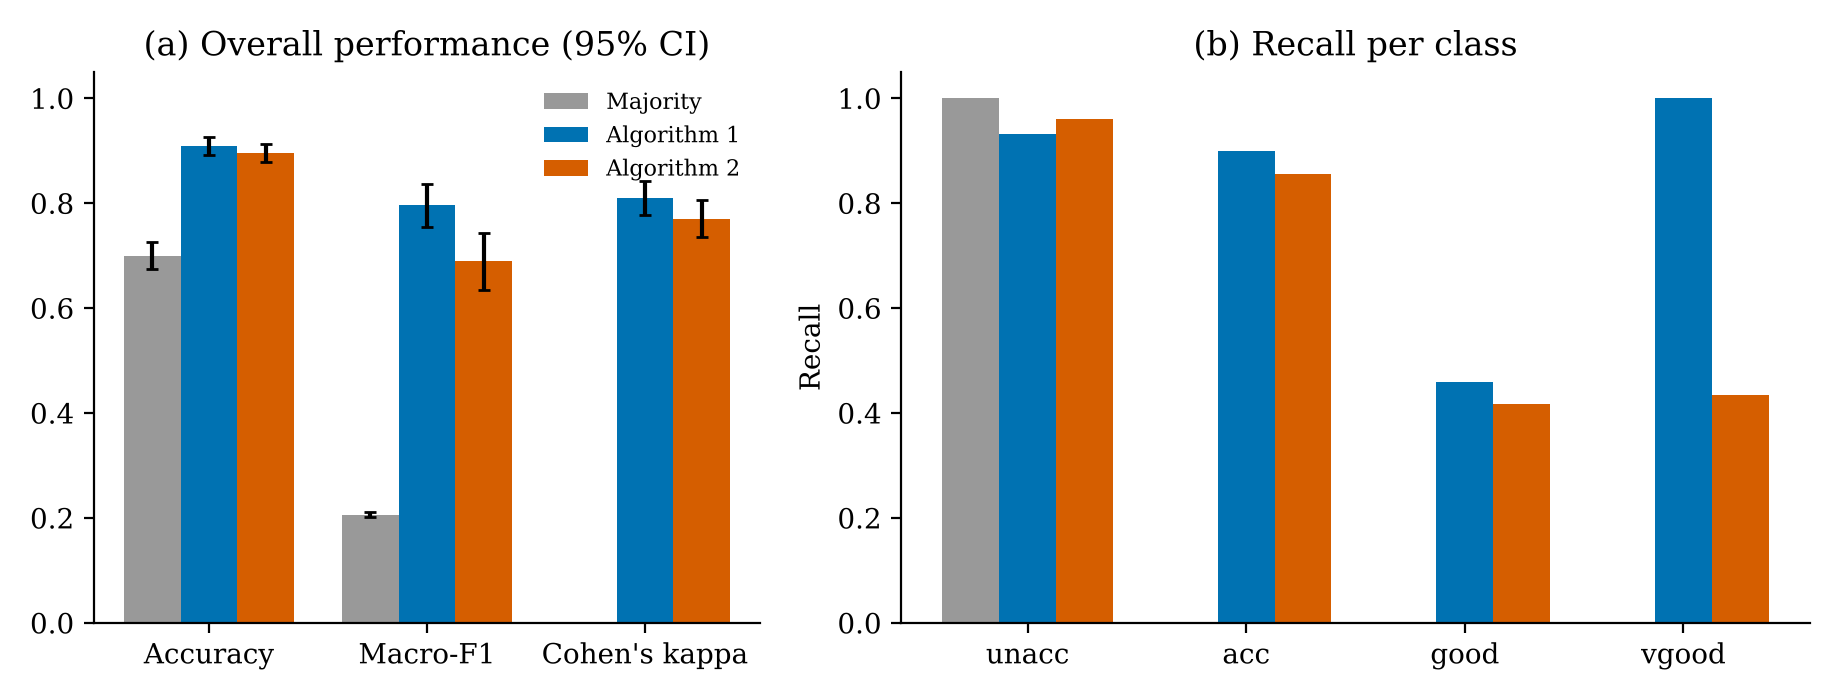 (a) Overall performance (95% CI)
1.0
0.8
0.6
0.4
0.2
0.0
Majority
Algorithm 1
Algorithm 2
Accuracy
Macro-F1
Cohen's kappa
(b) Recall per class
Recall
1.0
0.8
0.6
0.4
0.2
0.0
unacc
acc
good
vgood